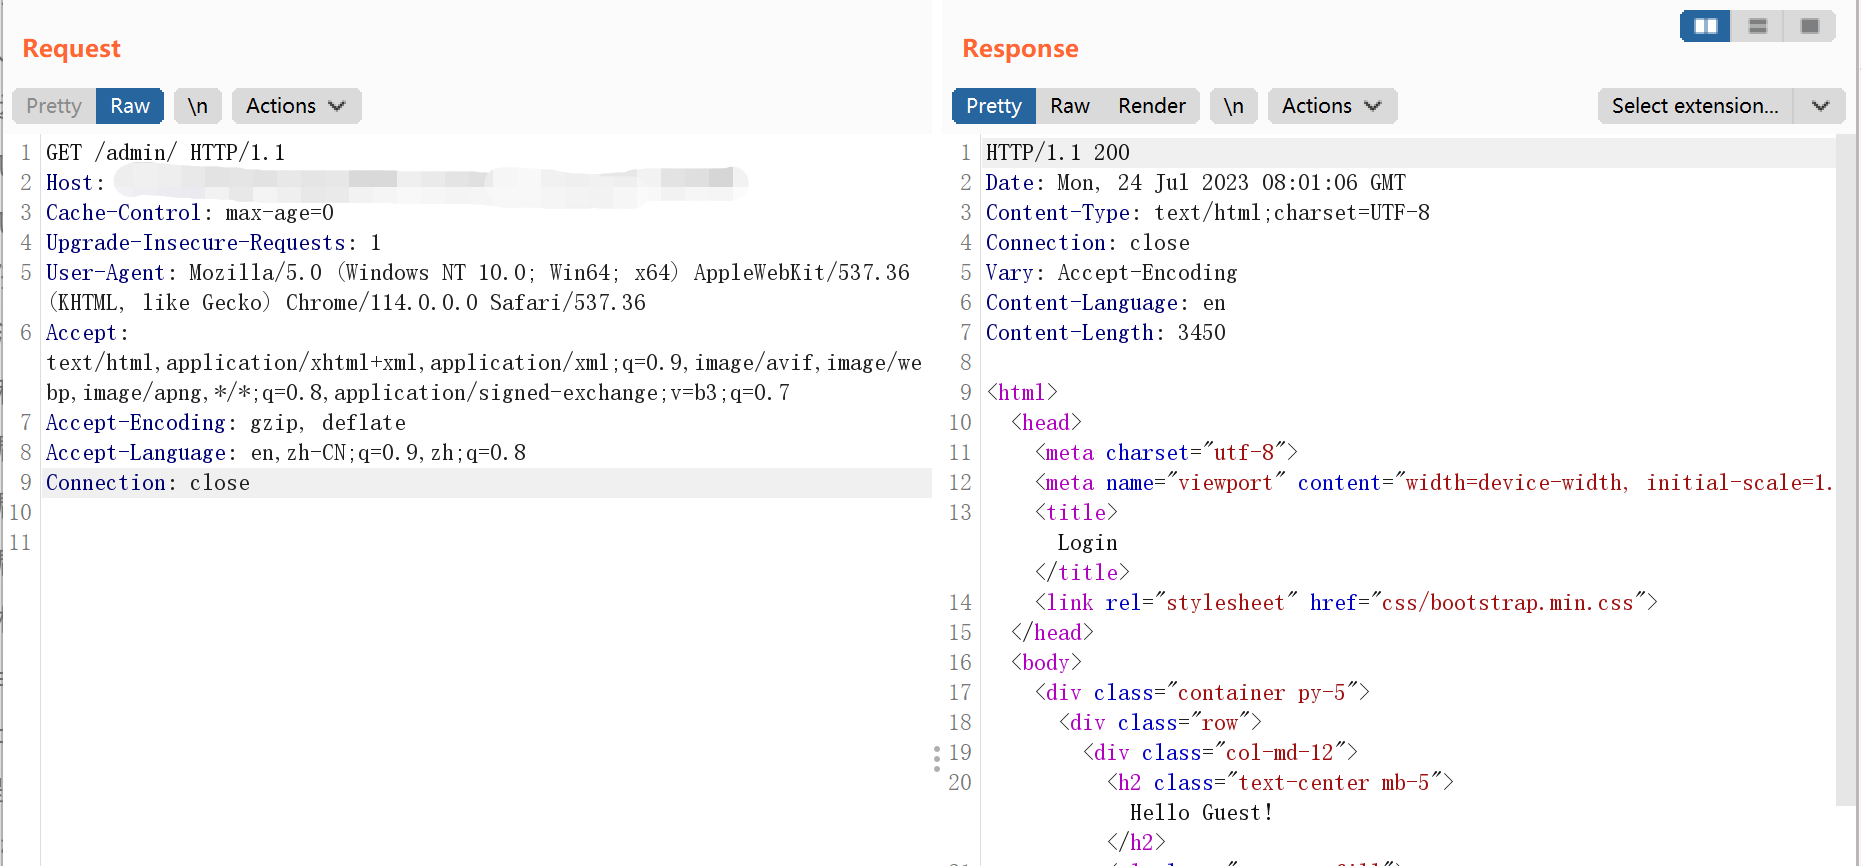 Request
Pretty Raw \n Actions
1 GET /admin/ HTTP/1.1
2 Host:
3 Cache-Control: max-age=0
4 Upgrade-Insecure-Requests: 1
5 User-Agent: Mozilla/5.0 (Windows NT 10.0; Win64; x64) AppleWebKit/537.36
(KHTML, like Gecko) Chrome/114.0.0.0 Safari/537.36
6 Accept:
text/html,application/xhtml+xml,application/xml;q=0.9,image/avif,image/we
bp,image/apng,*/*;q=0.8,application/signed-exchange;v=b3;q=0.7
7 Accept-Encoding: gzip, deflate
8 Accept-Language: en,zh-CN;q=0.9,zh;q=0.8
9 Connection: close
10
11
Response
Pretty Raw Render \n Actions Select extension...
1 HTTP/1.1 200
2 Date: Mon, 24 Jul 2023 08:01:06 GMT
3 Content-Type: text/html;charset=UTF-8
4 Connection: close
5 Vary: Accept-Encoding
6 Content-Language: en
7 Content-Length: 3450
8
9 <html>
10 <head>
11 <meta charset="utf-8">
12 <meta name="viewport" content="width=device-width, initial-scale=1.
13 <title>
Login
</title>
14 <link rel="stylesheet" href="css/bootstrap.min.css">
15 </head>
16 <body>
17 <div class="container py-5">
18 <div class="row">
19 <div class="col-md-12">
20 <h2 class="text-center mb-5">
Hello Guest!
</h2>